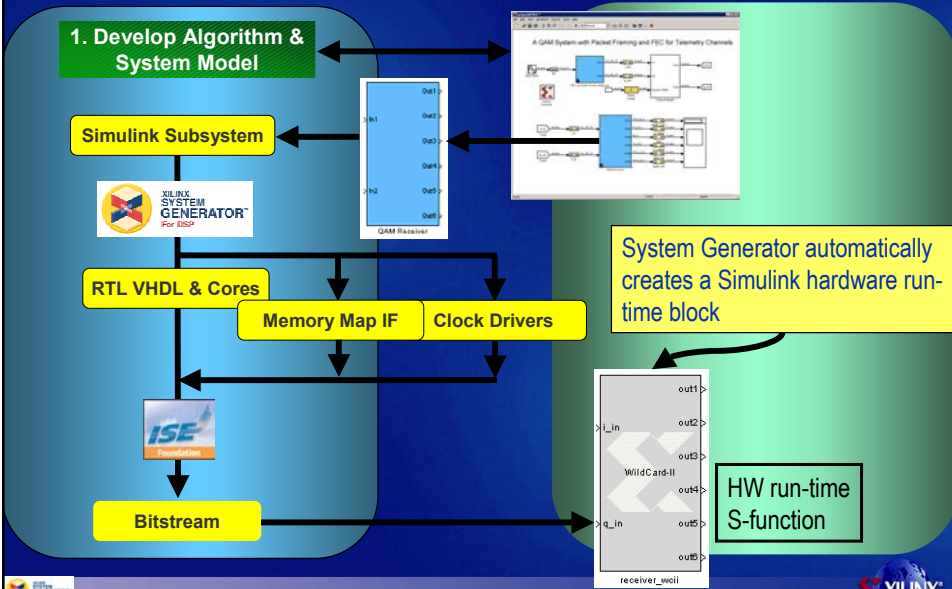 1. Develop Algorithm &
System Model
A QAM System with Packet Framing and FEC for Telemetry Channels
Simulink Subsystem
In1
In2
Out1
Out2
Out3
Out4
Out5
Out6
QAM Receiver
XILINX
SYSTEM
GENERATOR™
For DSP
System Generator automatically
creates a Simulink hardware run-
time block
RTL VHDL & Cores
Memory Map IF
Clock Drivers
ISE
Foundation
i_in
q_in
WildCard-II
out1
out2
out3
out4
out5
out6
receiver_wcii
HW run-time
S-function
Bitstream
XILINX